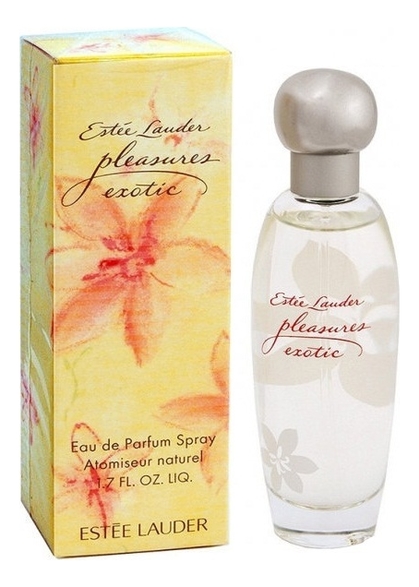 Estée Lauder
pleasures
exotic
Eau de Parfum Spray
Atomiseur naturel
1.7 FL. OZ. LIQ.
ESTĒE LAUDER
Estée Lauder
pleasures
exotic